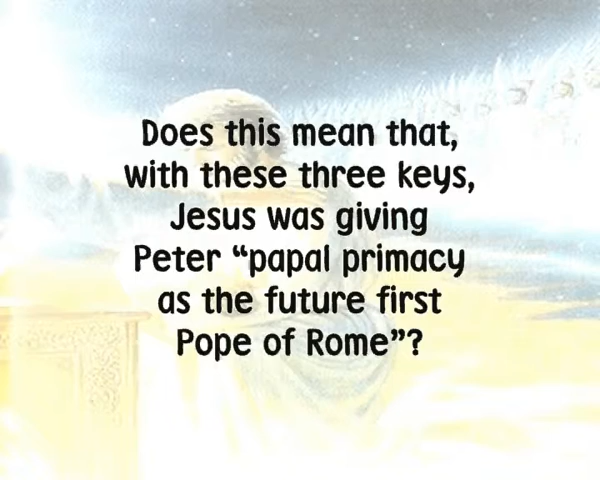 Does this mean that,
with these three keys,
Jesus was giving
Peter “papal primacy
as the future first
Pope of Rome”?